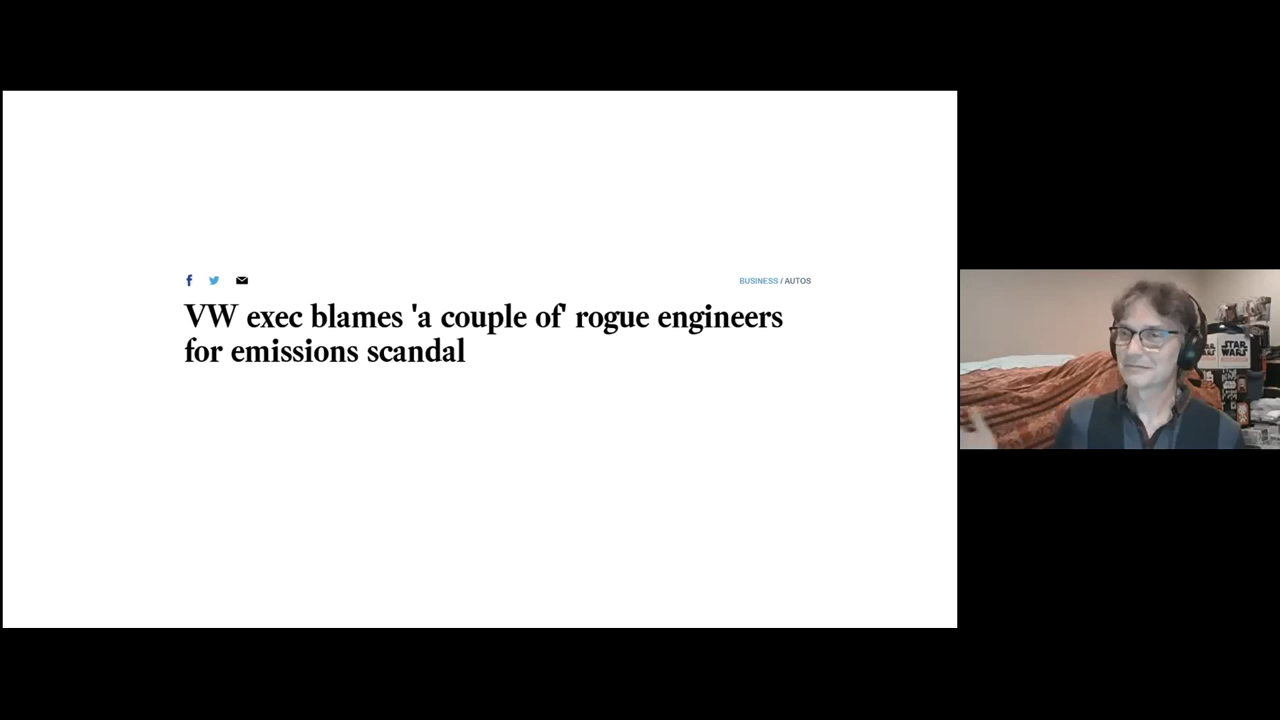 BUSINESS / AUTOS
VW exec blames 'a couple of' rogue engineers
for emissions scandal
STAR
WARS